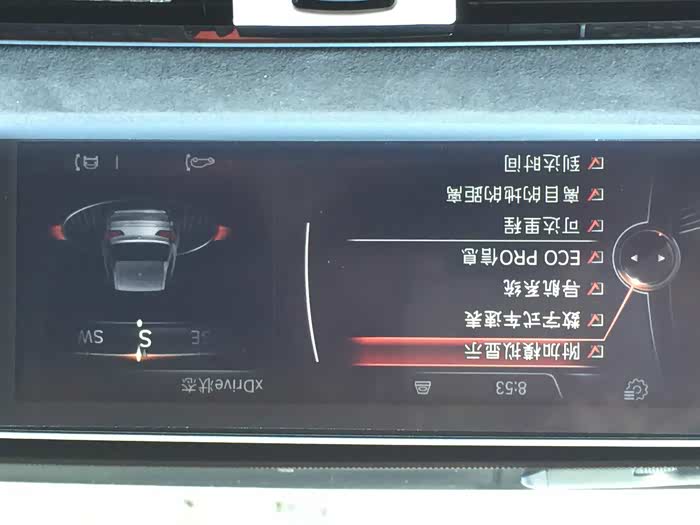 8:53
xDrive状态
附加模拟显示
数字式车速表
导航系统
ECO PRO信息
可达里程
离目的地的距离
到达时间
SE
S
SW